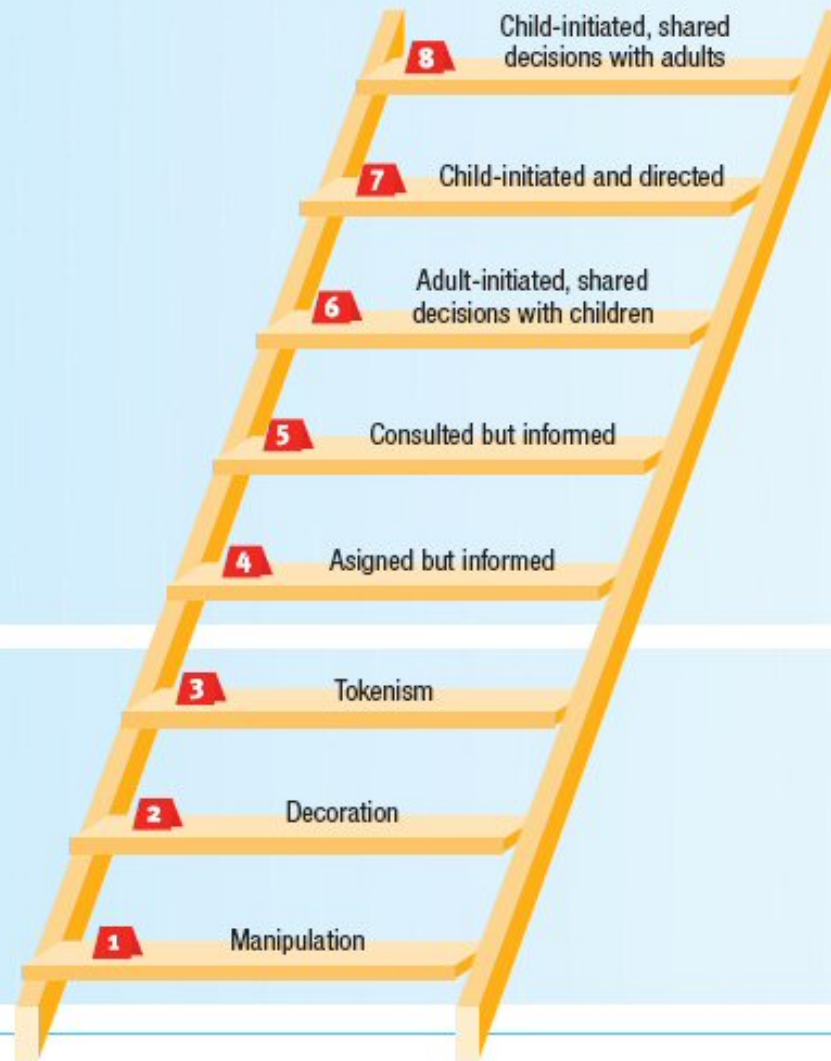 8 Child-initiated, shared
decisions with adults
7 Child-initiated and directed
6 Adult-initiated, shared
decisions with children
5 Consulted but informed
4 Asigned but informed
3 Tokenism
2 Decoration
1 Manipulation